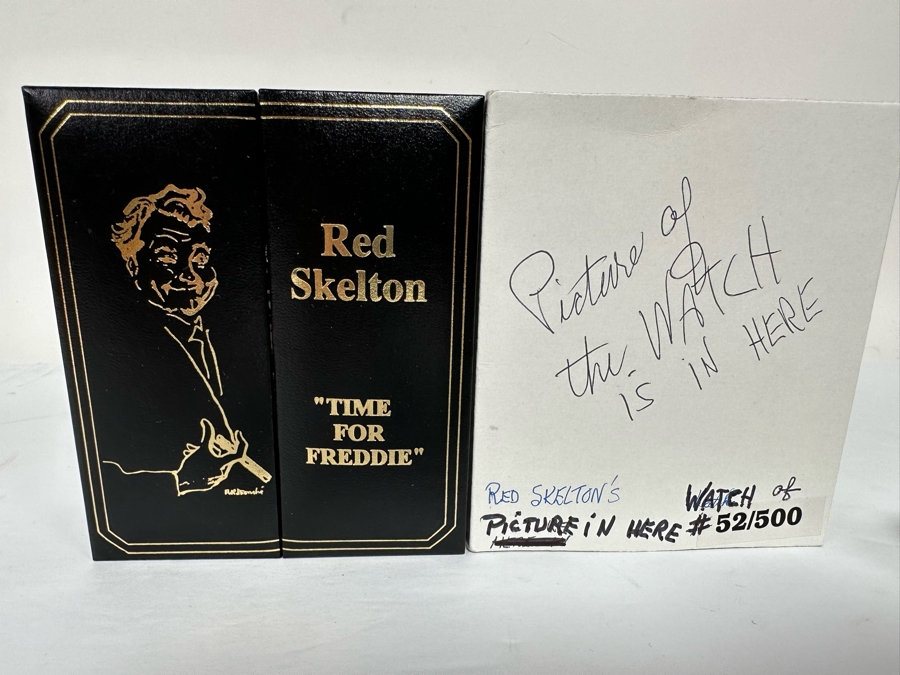 Red
Skelton
"TIME
FOR
FREDDIE"
Picture of
the WATCH
IS IN HERE
RED SKELTON'S WATCH of
PICTURE IN HERE # 52/500